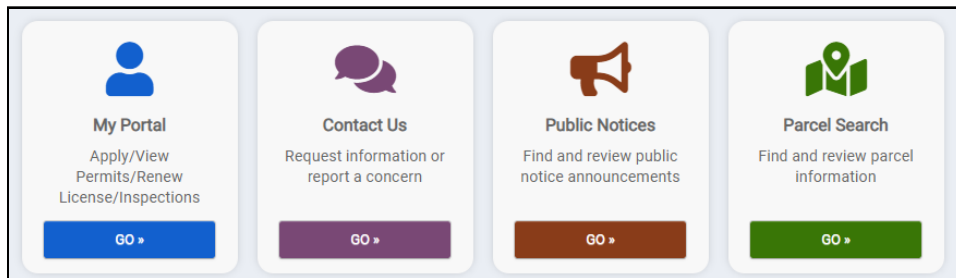 My Portal
Apply/View
Permits/Renew
License/Inspections
GO »
Contact Us
Request information or
report a concern
GO »
Public Notices
Find and review public
notice announcements
GO »
Parcel Search
Find and review parcel
information
GO »